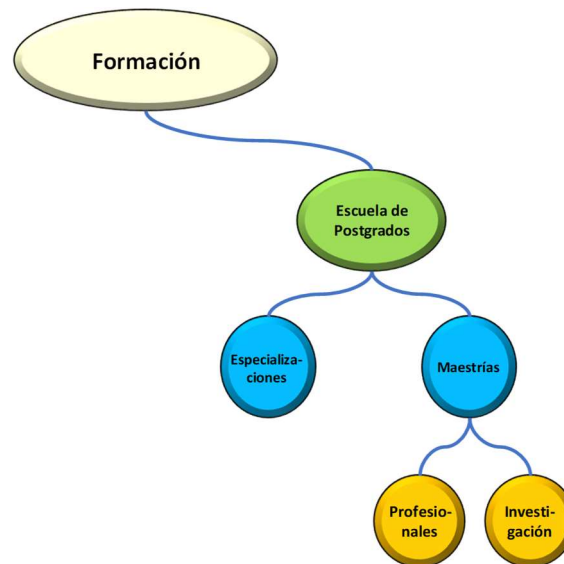 Formación
Escuela de
Postgrados
Especializa-
ciones
Maestrías
Profesio-
nales
Investi-
gación